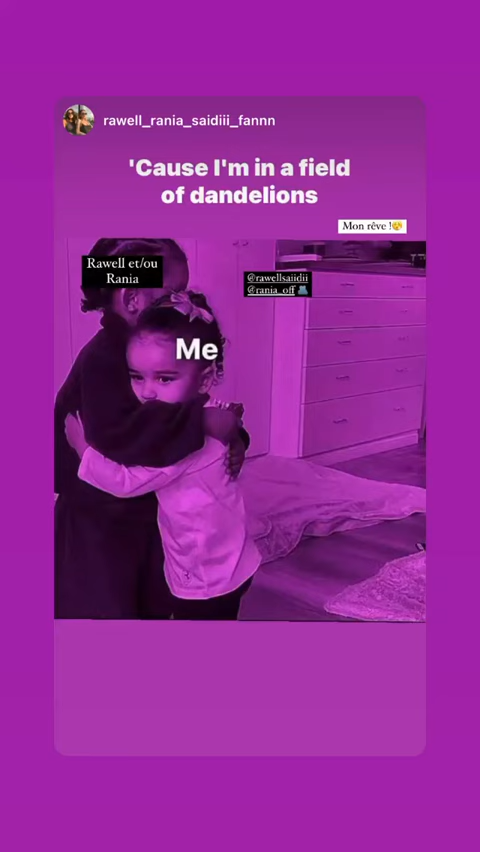 rawell_rania_saidiii_fannn
'Cause I'm in a field
of dandelions
Mon rêve !🥹
Rawell et/ou
Rania
@rawellsaiidii
@rania_off 🫂
Me